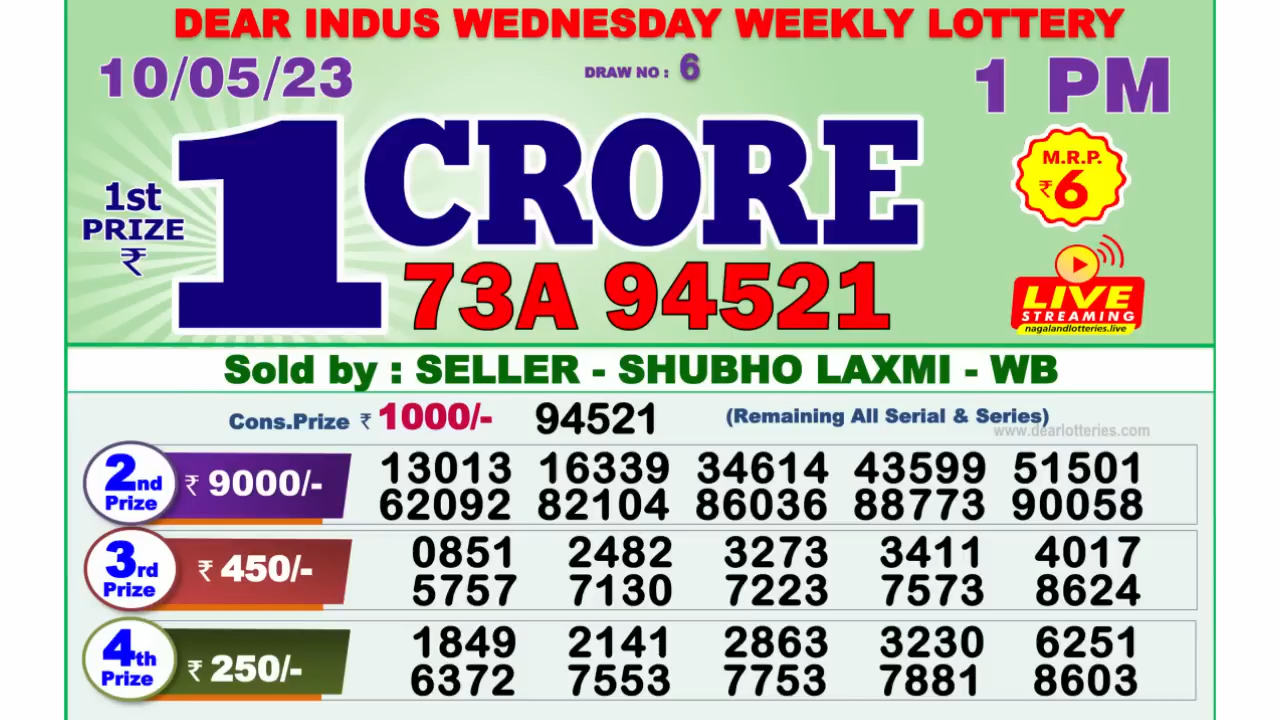 DEAR INDUS WEDNESDAY WEEKLY LOTTERY
10/05/23 DRAW NO : 6 1 PM
1st PRIZE ₹ 1 CRORE
M.R.P. ₹6
73A 94521
LIVE
STREAMING
nagalandlotteries.live
Sold by : SELLER - SHUBHO LAXMI - WB
Cons.Prize ₹ 1000/- 94521 (Remaining All Serial & Series)
www.dearlotteries.com
2nd Prize ₹ 9000/-
13013 16339 34614 43599 51501
62092 82104 86036 88773 90058
3rd Prize ₹ 450/-
0851 2482 3273 3411 4017
5757 7130 7223 7573 8624
4th Prize ₹ 250/-
1849 2141 2863 3230 6251
6372 7553 7753 7881 8603